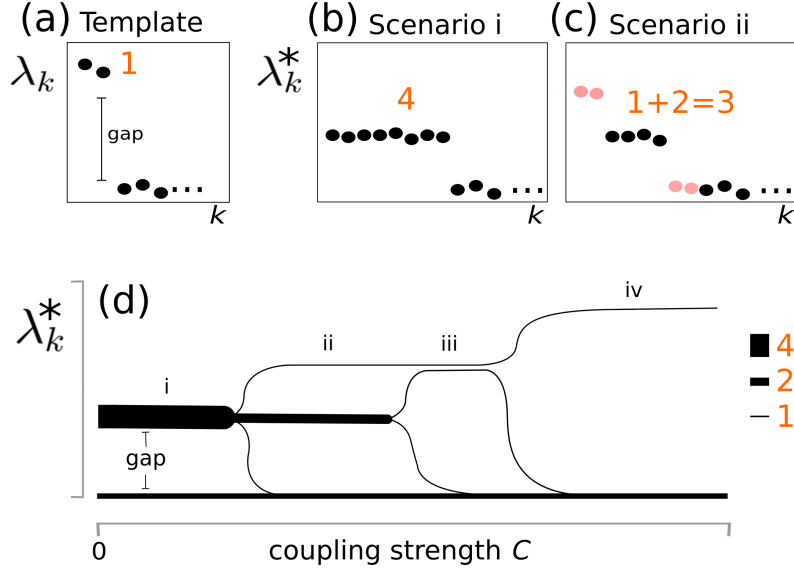 (a) Template
λk
1
gap
k
(b) Scenario i
λ*k
4
k
(c) Scenario ii
1+2=3
k
(d)
λ*k
i
ii
iii
iv
gap
4
2
1
0
coupling strength C